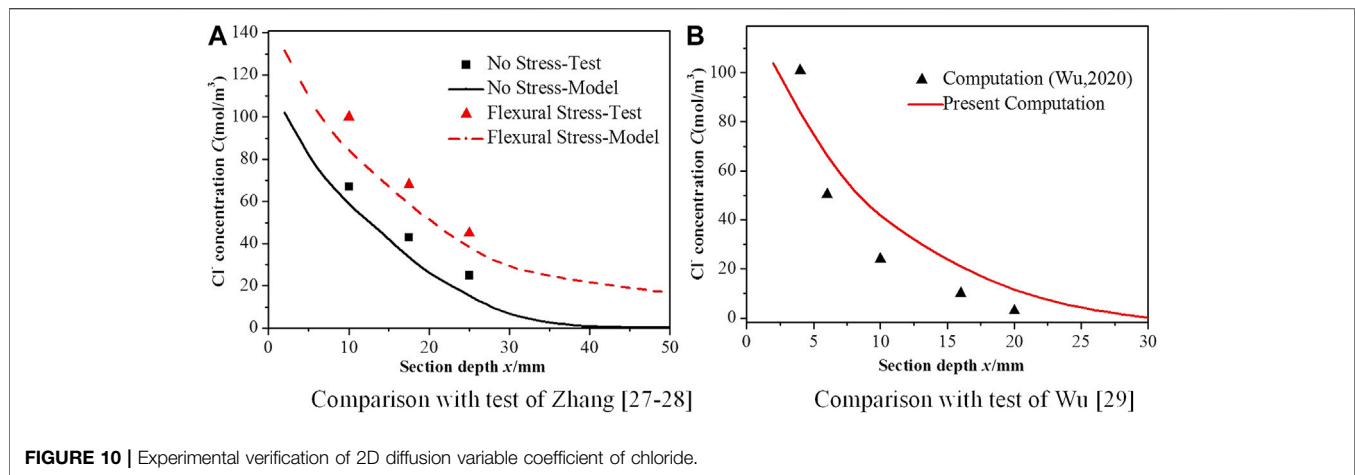 A
140
120
100
80
60
40
20
0
Cl⁻ concentration C(mol/m³)
No Stress-Test
No Stress-Model
Flexural Stress-Test
Flexural Stress-Model
0 10 20 30 40 50
Section depth x/mm
Comparison with test of Zhang [27-28]
B
100
80
60
40
20
0
Cl⁻ concentration C(mol/m³)
Computation (Wu,2020)
Present Computation
0 5 10 15 20 25 30
Section depth x/mm
Comparison with test of Wu [29]
FIGURE 10 | Experimental verification of 2D diffusion variable coefficient of chloride.